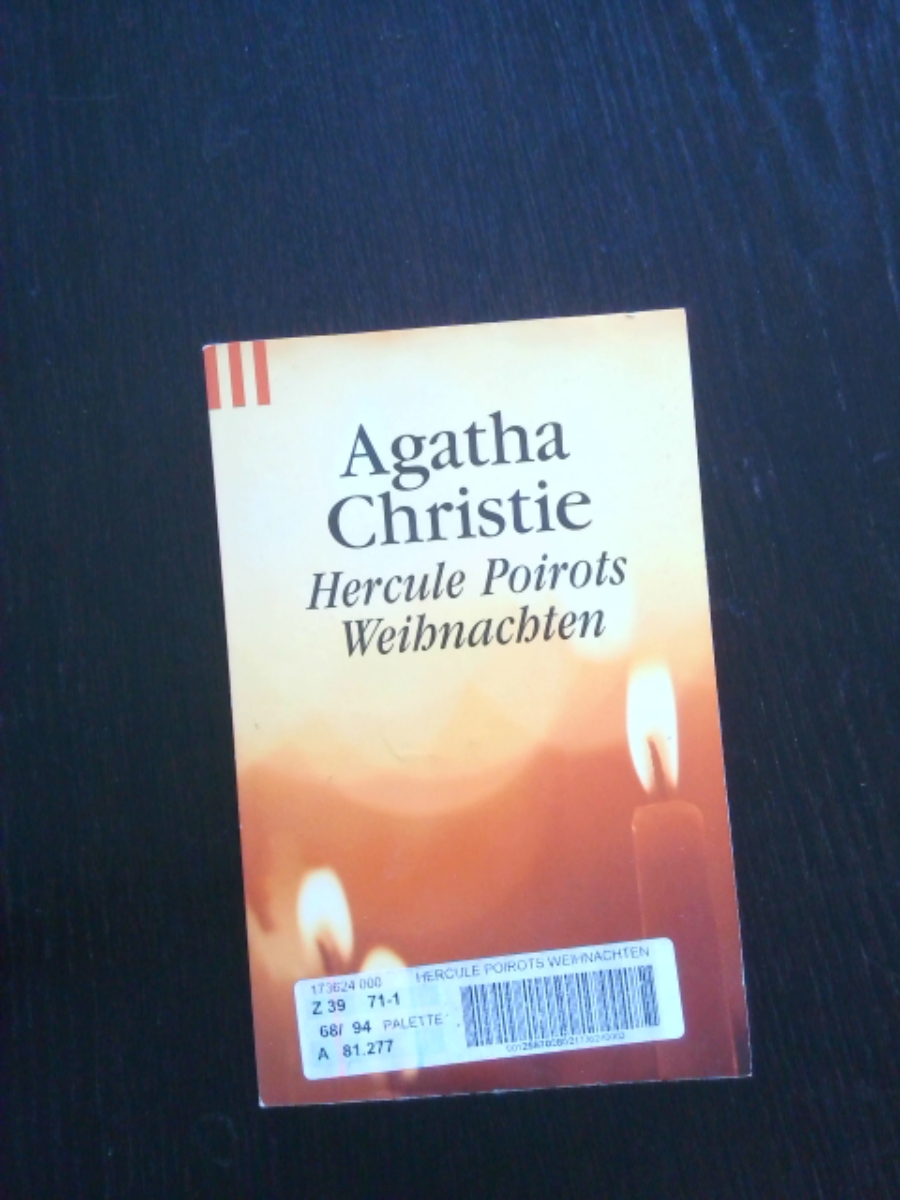 Agatha
Christie
Hercule Poirots
Weihnachten
173624 000 HERCULE POIROTS WEIHNACHTEN
Z 39 71-1
68/ 94 PALETTE
A 81.277